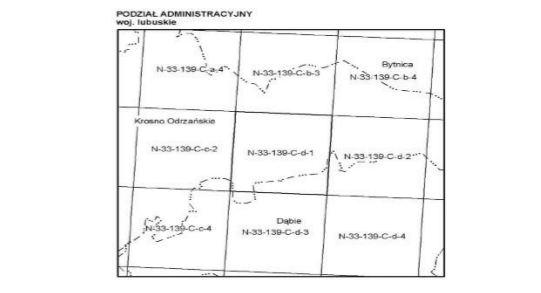 PODZIAŁ ADMINISTRACYJNY
woj. lubuskie
Bytnica
N-33-139-C-a-4
N-33-139-C-b-3
N-33-139-C-b-4
Krosno Odrzańskie
N-33-139-C-c-2
N-33-139-C-d-1
N-33-139-C-d-2
Dąbie
N-33-139-C-c-4
N-33-139-C-d-3
N-33-139-C-d-4